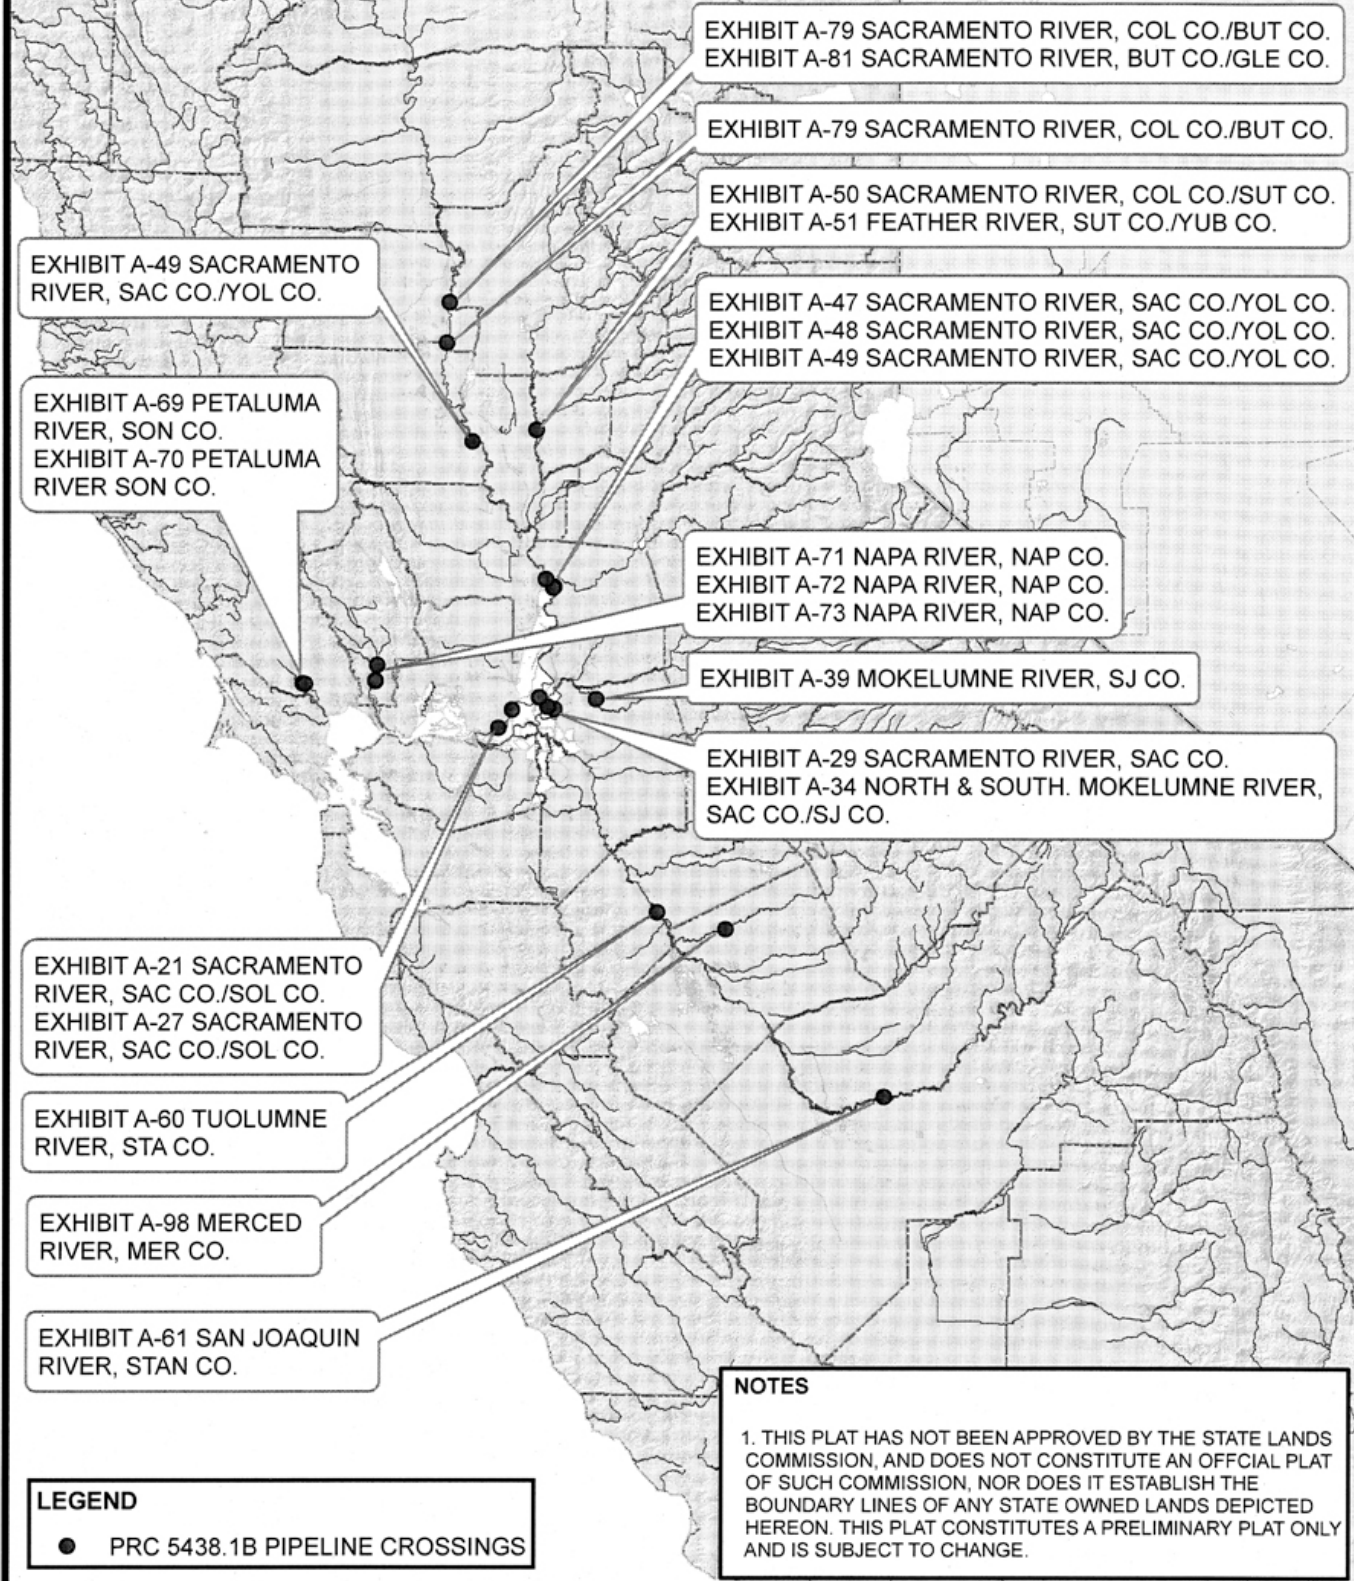 EXHIBIT A-79 SACRAMENTO RIVER, COL CO./BUT CO.
EXHIBIT A-81 SACRAMENTO RIVER, BUT CO./GLE CO.
EXHIBIT A-79 SACRAMENTO RIVER, COL CO./BUT CO.
EXHIBIT A-50 SACRAMENTO RIVER, COL CO./SUT CO.
EXHIBIT A-51 FEATHER RIVER, SUT CO./YUB CO.
EXHIBIT A-49 SACRAMENTO
RIVER, SAC CO./YOL CO.
EXHIBIT A-47 SACRAMENTO RIVER, SAC CO./YOL CO.
EXHIBIT A-48 SACRAMENTO RIVER, SAC CO./YOL CO.
EXHIBIT A-49 SACRAMENTO RIVER, SAC CO./YOL CO.
EXHIBIT A-69 PETALUMA
RIVER, SON CO.
EXHIBIT A-70 PETALUMA
RIVER SON CO.
EXHIBIT A-71 NAPA RIVER, NAP CO.
EXHIBIT A-72 NAPA RIVER, NAP CO.
EXHIBIT A-73 NAPA RIVER, NAP CO.
EXHIBIT A-39 MOKELUMNE RIVER, SJ CO.
EXHIBIT A-29 SACRAMENTO RIVER, SAC CO.
EXHIBIT A-34 NORTH & SOUTH. MOKELUMNE RIVER,
SAC CO./SJ CO.
EXHIBIT A-21 SACRAMENTO
RIVER, SAC CO./SOL CO.
EXHIBIT A-27 SACRAMENTO
RIVER, SAC CO./SOL CO.
EXHIBIT A-60 TUOLUMNE
RIVER, STA CO.
EXHIBIT A-98 MERCED
RIVER, MER CO.
EXHIBIT A-61 SAN JOAQUIN
RIVER, STAN CO.
NOTES
1. THIS PLAT HAS NOT BEEN APPROVED BY THE STATE LANDS
COMMISSION, AND DOES NOT CONSTITUTE AN OFFCIAL PLAT
OF SUCH COMMISSION, NOR DOES IT ESTABLISH THE
BOUNDARY LINES OF ANY STATE OWNED LANDS DEPICTED
HEREON. THIS PLAT CONSTITUTES A PRELIMINARY PLAT ONLY
AND IS SUBJECT TO CHANGE.
LEGEND
PRC 5438.1B PIPELINE CROSSINGS